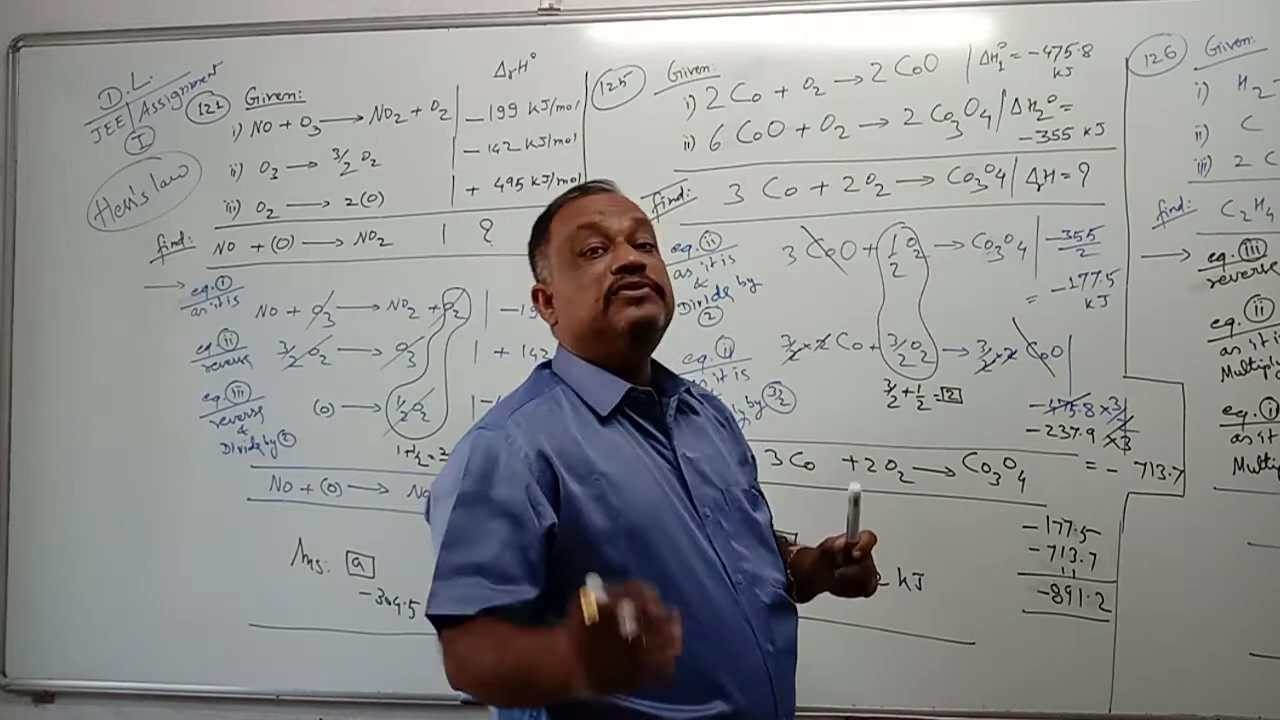 D.L.
JEE | Assignment
I
Hess's law
121 Given:
ΔrH°
i) NO + O3 → NO2 + O2 | -199 kJ/mol
ii) O3 → 3/2 O2 | -142 kJ/mol
iii) O2 → 2(O) | + 495 kJ/mol
find: NO + (O) → NO2 | ?
→ eq. (i) as it is NO + O3 → NO2 + O2 | -19
eq. (ii) reverse 3/2 O2 → O3 | + 142
eq. (iii) reverse & Divide by (2) (O) → 1/2 O2
NO + (O) → NO
Ans: a
-304.5
125 Given:
i) 2 Co + O2 → 2 CoO | ΔH1° = -475.8 kJ
ii) 6 CoO + O2 → 2 Co3O4 | ΔH2° = -355 kJ
find: 3 Co + 2O2 → Co3O4 | ΔH = ?
eq. (ii) as it is & Divide by (2) 3 CoO + 1/2 O2 → Co3O4 | -355/2
= -177.5 kJ
eq. (i) as it is by 3/2 3/2 × 2 Co + 3/2 O2 → 3/2 × 2 CoO
3/2 + 1/2 = 2
-475.8 × 3/2
-237.9 × 3
3 Co + 2 O2 → Co3O4 = - 713.7
-177.5
-713.7
-891.2
kJ
126 Given:
i) H2
ii) C
iii) 2 C
find: C2H4
→ eq. (iii) reverse
eq. (ii) as it is
eq. (i) as it is